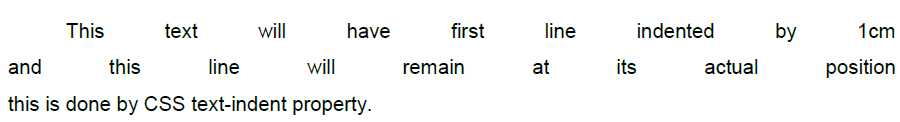 This text will have first line indented by 1cm
and this line will remain at its actual position
this is done by CSS text-indent property.